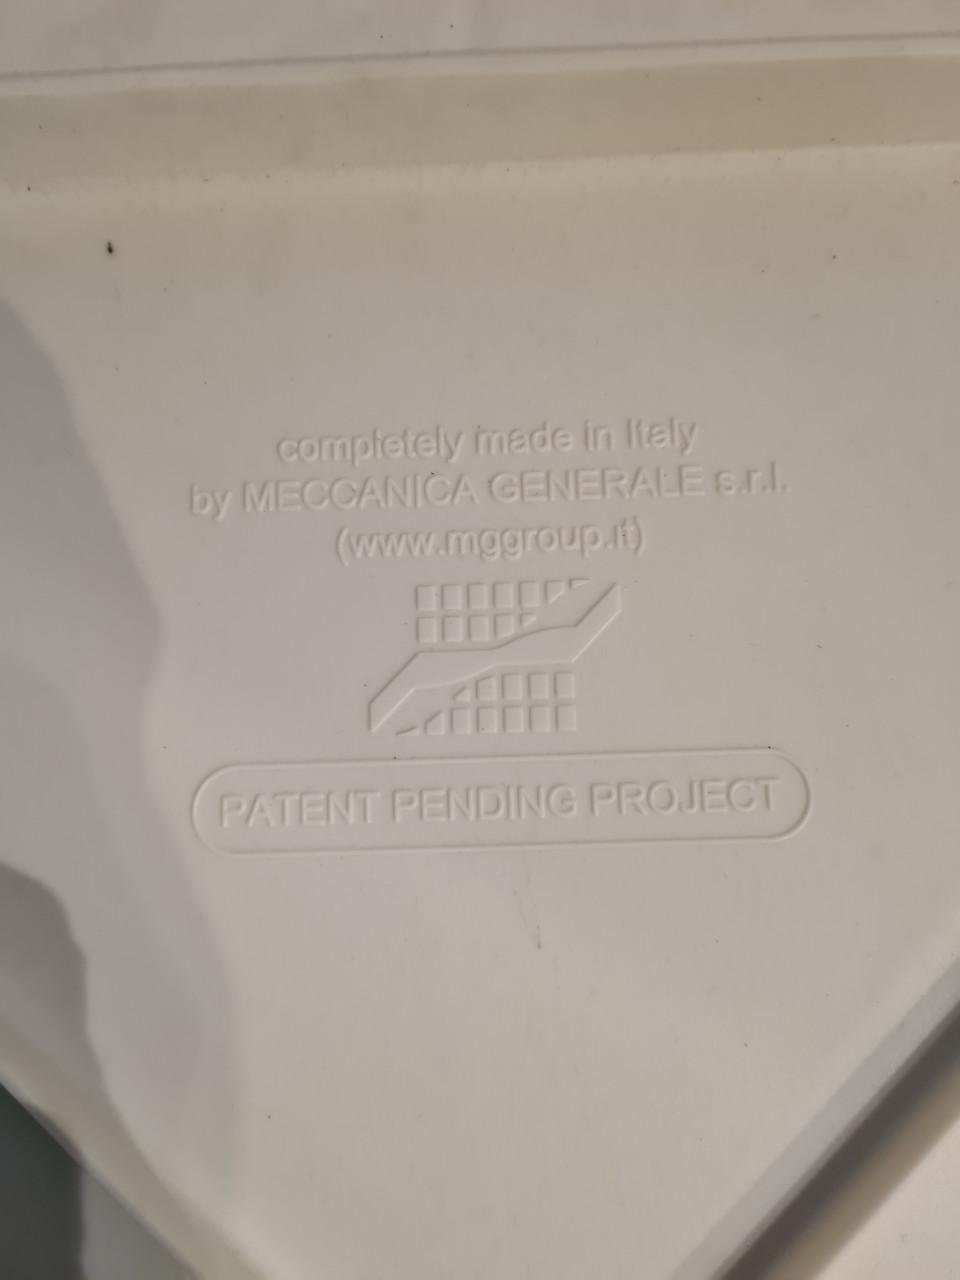 completely made in Italy
by MECCANICA GENERALE s.r.l.
(www.mggroup.it)
PATENT PENDING PROJECT